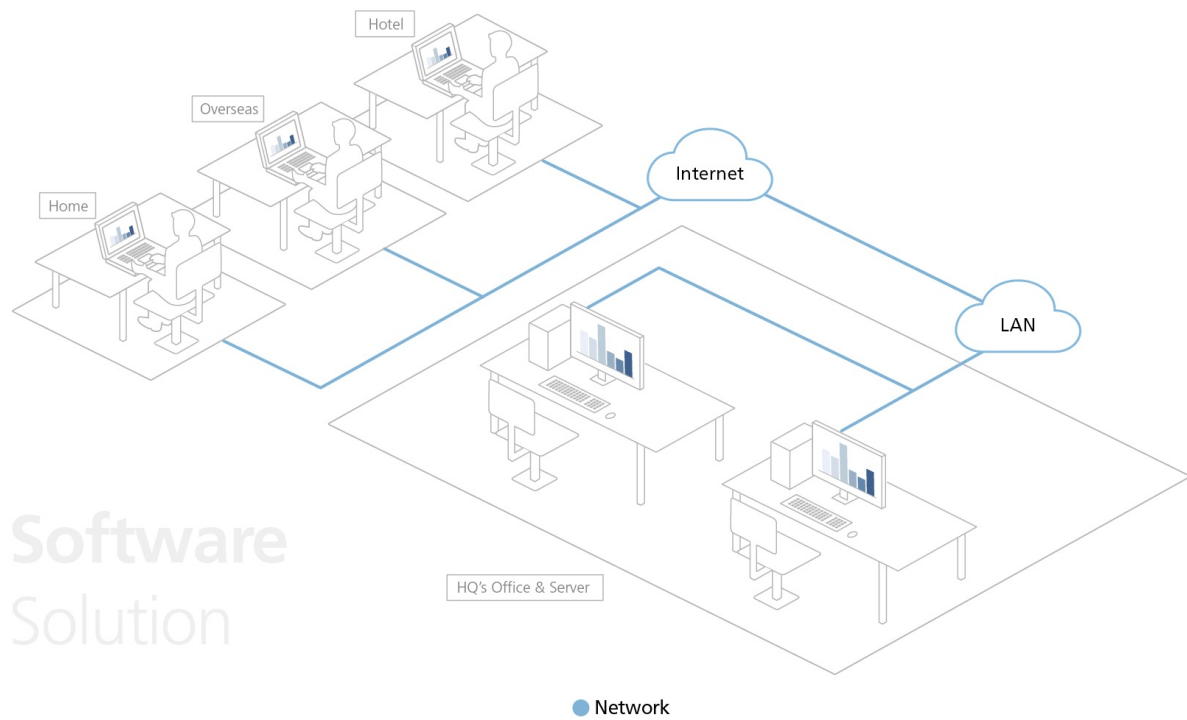 Hotel
Overseas
Home
Internet
LAN
HQ's Office & Server
Software
Solution
Network